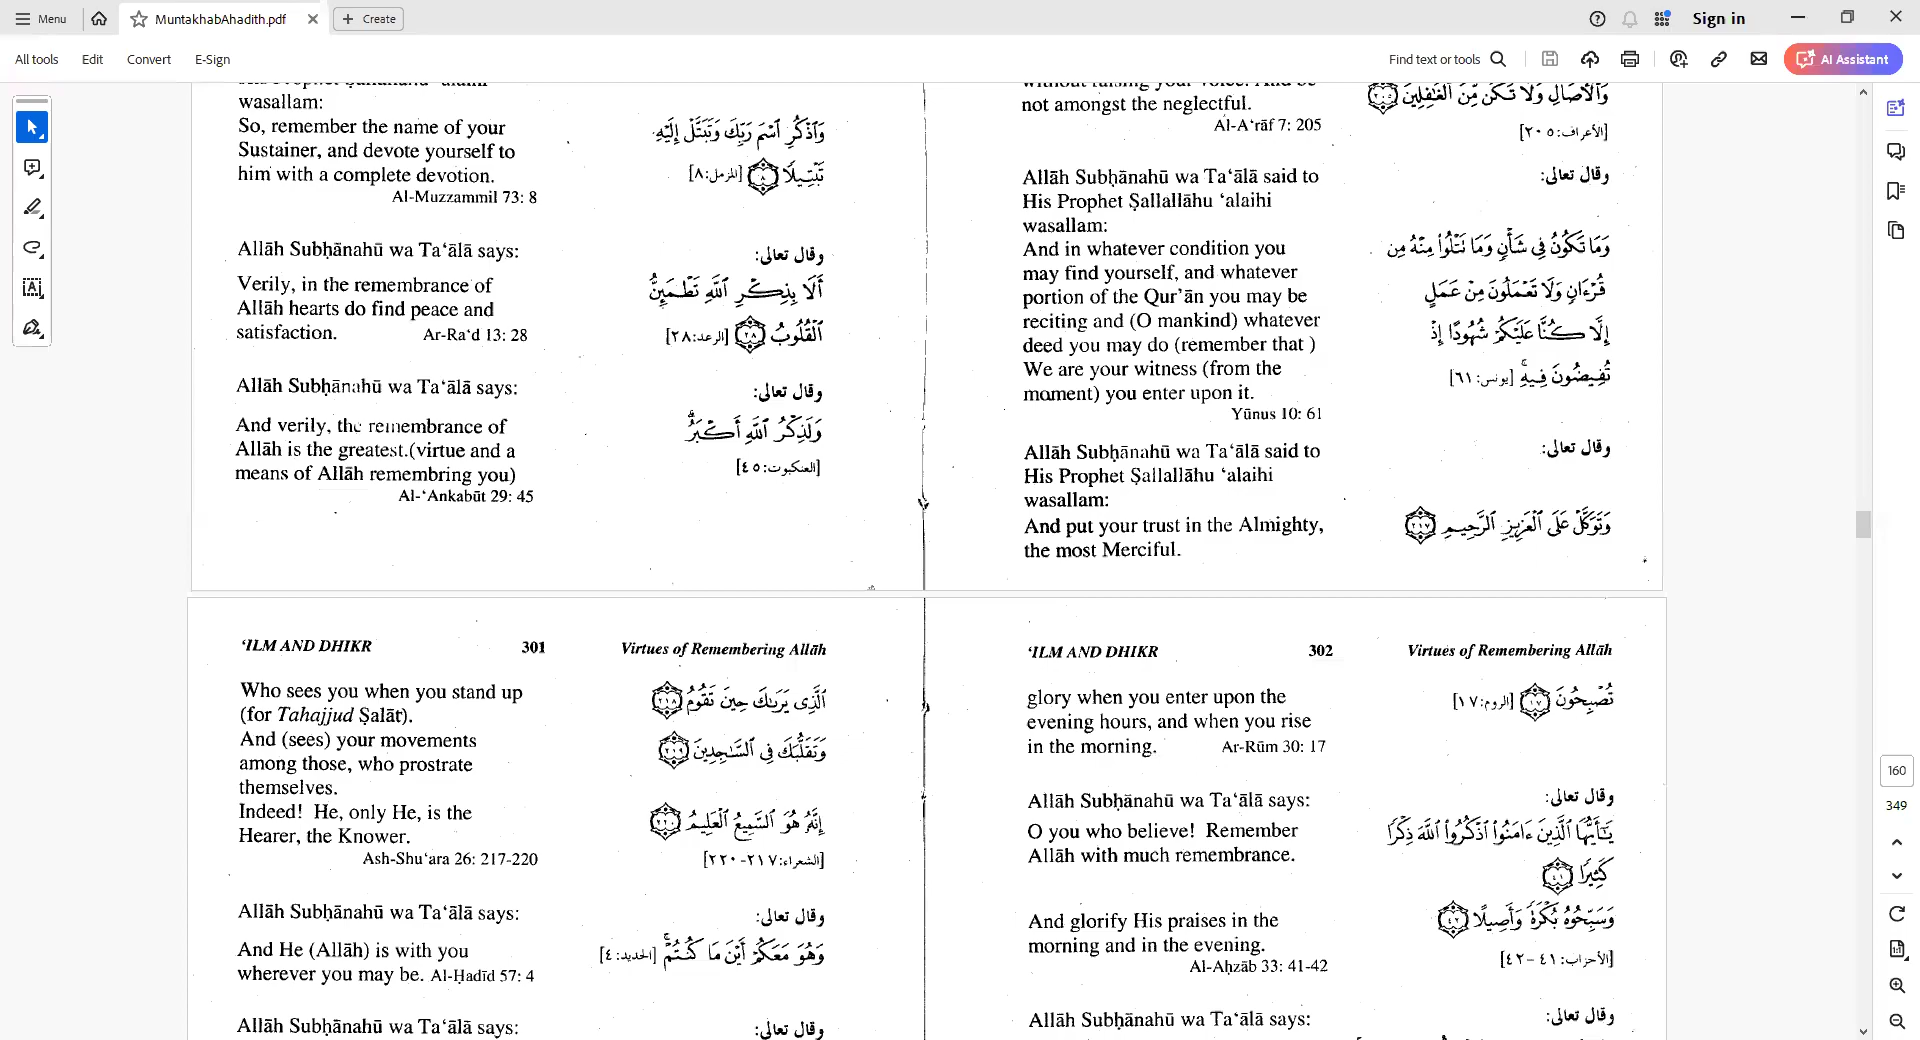 Menu
MuntakhabAhadith.pdf
Create
Sign in
All tools
Edit
Convert
E-Sign
Find text or tools
AI Assistant
wasallam:
So, remember the name of your
Sustainer, and devote yourself to
him with a complete devotion.
Al-Muzzammil 73: 8
وَٱذۡكُرِ ٱسۡمَ رَبِّكَ وَتَبَتَّلۡ إِلَيۡهِ
تَبۡتِيلٗا ٨ [المزمل:٨]
Allāh Subḥānahū wa Ta‘ālā says:
وقال تعالى:
Verily, in the remembrance of
Allāh hearts do find peace and
satisfaction. Ar-Ra‘d 13: 28
أَلَا بِذِكۡرِ ٱللَّهِ تَطۡمَئِنُّ
ٱلۡقُلُوبُ ٢٨ [الرعد:٢٨]
Allāh Subḥānahū wa Ta‘ālā says:
وقال تعالى:
And verily, the remembrance of
Allāh is the greatest.(virtue and a
means of Allāh remembring you)
Al-‘Ankabūt 29: 45
وَلَذِكۡرُ ٱللَّهِ أَكۡبَرُۗ
[العنكبوت:٤٥]
not amongst the neglectful.
Al-A‘rāf 7: 205
وَٱلۡأٓصَالِ وَلَا تَكُن مِّنَ ٱلۡغَٰفِلِينَ ٢٠٥
[الأعراف:٢٠٥]
Allāh Subḥānahū wa Ta‘ālā said to
His Prophet Ṣallallāhu ‘alaihi
wasallam:
وقال تعالى:
And in whatever condition you
may find yourself, and whatever
portion of the Qur’ān you may be
reciting and (O mankind) whatever
deed you may do (remember that )
We are your witness (from the
moment) you enter upon it.
Yūnus 10: 61
وَمَا تَكُونُ فِي شَأۡنٖ وَمَا تَتۡلُواْ مِنۡهُ مِن
قُرۡءَانٖ وَلَا تَعۡمَلُونَ مِنۡ عَمَلٍ
إِلَّا كُنَّا عَلَيۡكُمۡ شُهُودًا إِذۡ
تُفِيضُونَ فِيهِۚ [يونس:٦١]
Allāh Subḥānahū wa Ta‘ālā said to
His Prophet Ṣallallāhu ‘alaihi
wasallam:
وقال تعالى:
And put your trust in the Almighty,
the most Merciful.
وَتَوَكَّلۡ عَلَى ٱلۡعَزِيزِ ٱلرَّحِيمِ ٢١٧
‘ILM AND DHIKR 301 Virtues of Remembering Allāh
Who sees you when you stand up
(for Tahajjud Ṣalāt).
And (sees) your movements
among those, who prostrate
themselves.
Indeed! He, only He, is the
Hearer, the Knower.
Ash-Shu‘ara 26: 217-220
ٱلَّذِي يَرَىٰكَ حِينَ تَقُومُ ٢١٨
وَتَقَلُّبَكَ فِي ٱلسَّٰجِدِينَ ٢١٩
إِنَّهُۥ هُوَ ٱلسَّمِيعُ ٱلۡعَلِيمُ ٢٢٠
[الشعراء:٢١٧-٢٢٠]
Allāh Subḥānahū wa Ta‘ālā says:
وقال تعالى:
And He (Allāh) is with you
wherever you may be. Al-Ḥadīd 57: 4
وَهُوَ مَعَكُمۡ أَيۡنَ مَا كُنتُمۡۚ [الحديد:٤]
Allāh Subḥānahū wa Ta‘ālā says:
وقال تعالى:
‘ILM AND DHIKR 302 Virtues of Remembering Allāh
glory when you enter upon the
evening hours, and when you rise
in the morning. Ar-Rūm 30: 17
تُصۡبِحُونَ ١٧ [الروم:١٧]
Allāh Subḥānahū wa Ta‘ālā says:
وقال تعالى:
O you who believe! Remember
Allāh with much remembrance.
يَٰٓأَيُّهَا ٱلَّذِينَ ءَامَنُواْ ٱذۡكُرُواْ ٱللَّهَ ذِكۡرٗا
كَثِيرٗا ٤١
And glorify His praises in the
morning and in the evening.
Al-Aḥzāb 33: 41-42
وَسَبِّحُوهُ بُكۡرَةٗ وَأَصِيلًا ٤٢
[الأحزاب:٤١-٤٢]
Allāh Subḥānahū wa Ta‘ālā says:
وقال تعالى:
160
349